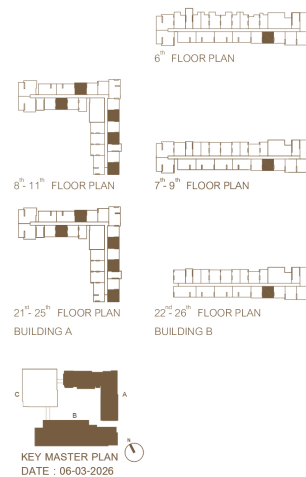 6th FLOOR PLAN
8th- 11th FLOOR PLAN
7th- 9th FLOOR PLAN
21st- 25th FLOOR PLAN
22nd- 26th FLOOR PLAN
BUILDING A
BUILDING B
C
A
B
N
KEY MASTER PLAN
DATE : 06-03-2026